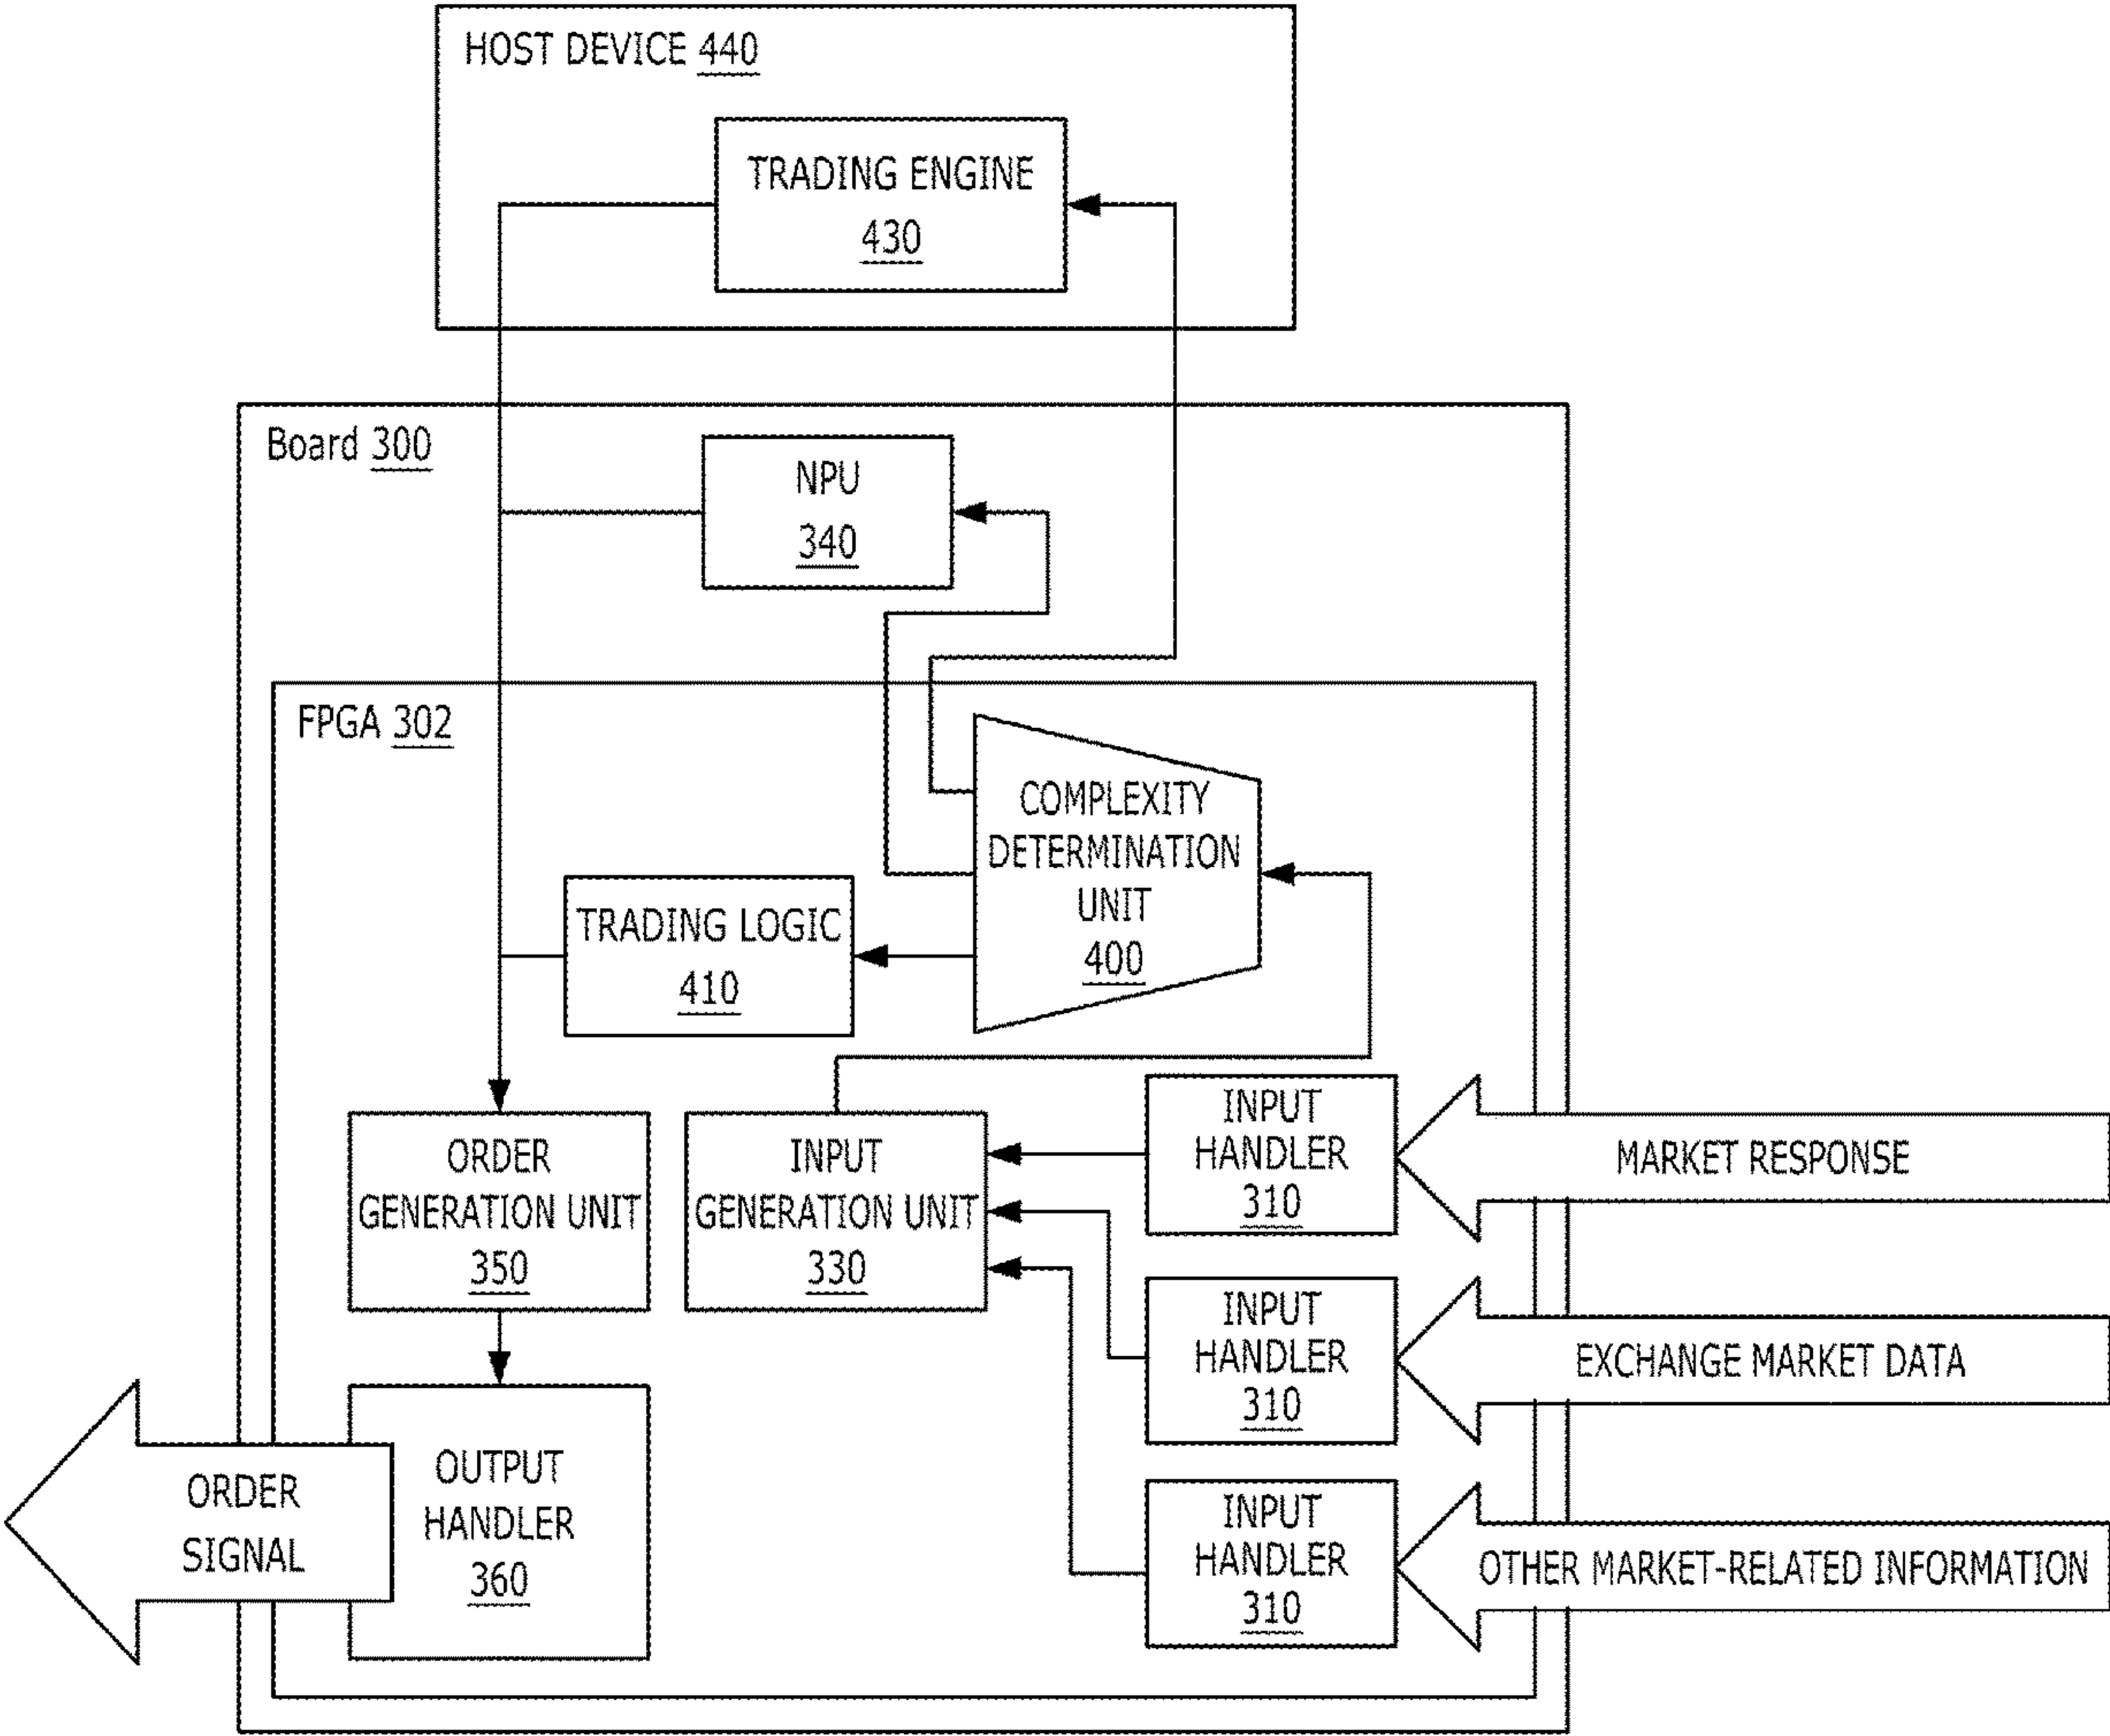 HOST DEVICE 440
TRADING ENGINE
430
Board 300
NPU
340
FPGA 302
COMPLEXITY
DETERMINATION
UNIT
400
TRADING LOGIC
410
ORDER
GENERATION UNIT
350
INPUT
GENERATION UNIT
330
INPUT
HANDLER
310
MARKET RESPONSE
INPUT
HANDLER
310
EXCHANGE MARKET DATA
INPUT
HANDLER
310
OTHER MARKET-RELATED INFORMATION
OUTPUT
HANDLER
360
ORDER
SIGNAL